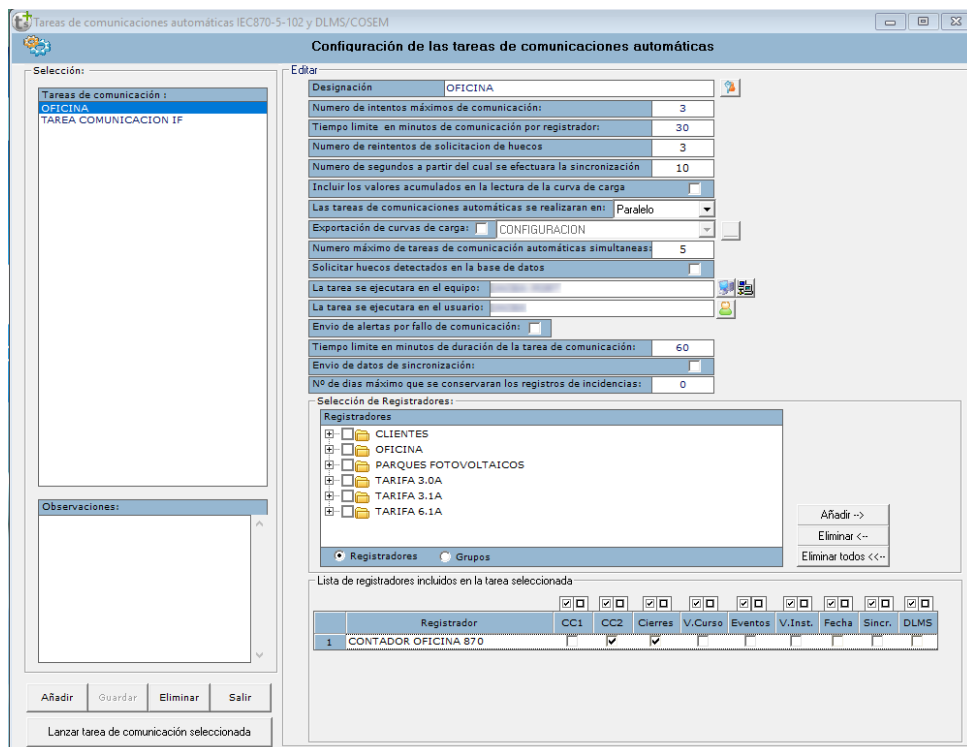 Tareas de comunicaciones automáticas IEC870-5-102 y DLMS/COSEM
Configuración de las tareas de comunicaciones automáticas
Selección:
Tareas de comunicación :
OFICINA
TAREA COMUNICACION IF
Observaciones:
Añadir Guardar Eliminar Salir
Lanzar tarea de comunicación seleccionada
Editar
Designación OFICINA
Numero de intentos máximos de comunicación: 3
Tiempo limite en minutos de comunicación por registrador: 30
Numero de reintentos de solicitacion de huecos 3
Numero de segundos a partir del cual se efectuara la sincronización 10
Incluir los valores acumulados en la lectura de la curva de carga
Las tareas de comunicaciones automáticas se realizaran en: Paralelo
Exportación de curvas de carga: CONFIGURACION
Numero máximo de tareas de comunicación automáticas simultaneas: 5
Solicitar huecos detectados en la base de datos
La tarea se ejecutara en el equipo:
La tarea se ejecutara en el usuario:
Envio de alertas por fallo de comunicación:
Tiempo limite en minutos de duración de la tarea de comunicación: 60
Envio de datos de sincronización:
Nº de dias máximo que se conservaran los registros de incidencias: 0
Selección de Registradores:
Registradores
CLIENTES
OFICINA
PARQUES FOTOVOLTAICOS
TARIFA 3.0A
TARIFA 3.1A
TARIFA 6.1A
Registradores Grupos
Añadir -->
Eliminar <--
Eliminar todos <<--
Lista de registradores incluidos en la tarea seleccionada
Registrador CC1 CC2 Cierres V.Curso Eventos V.Inst. Fecha Sincr. DLMS
1 CONTADOR OFICINA 870